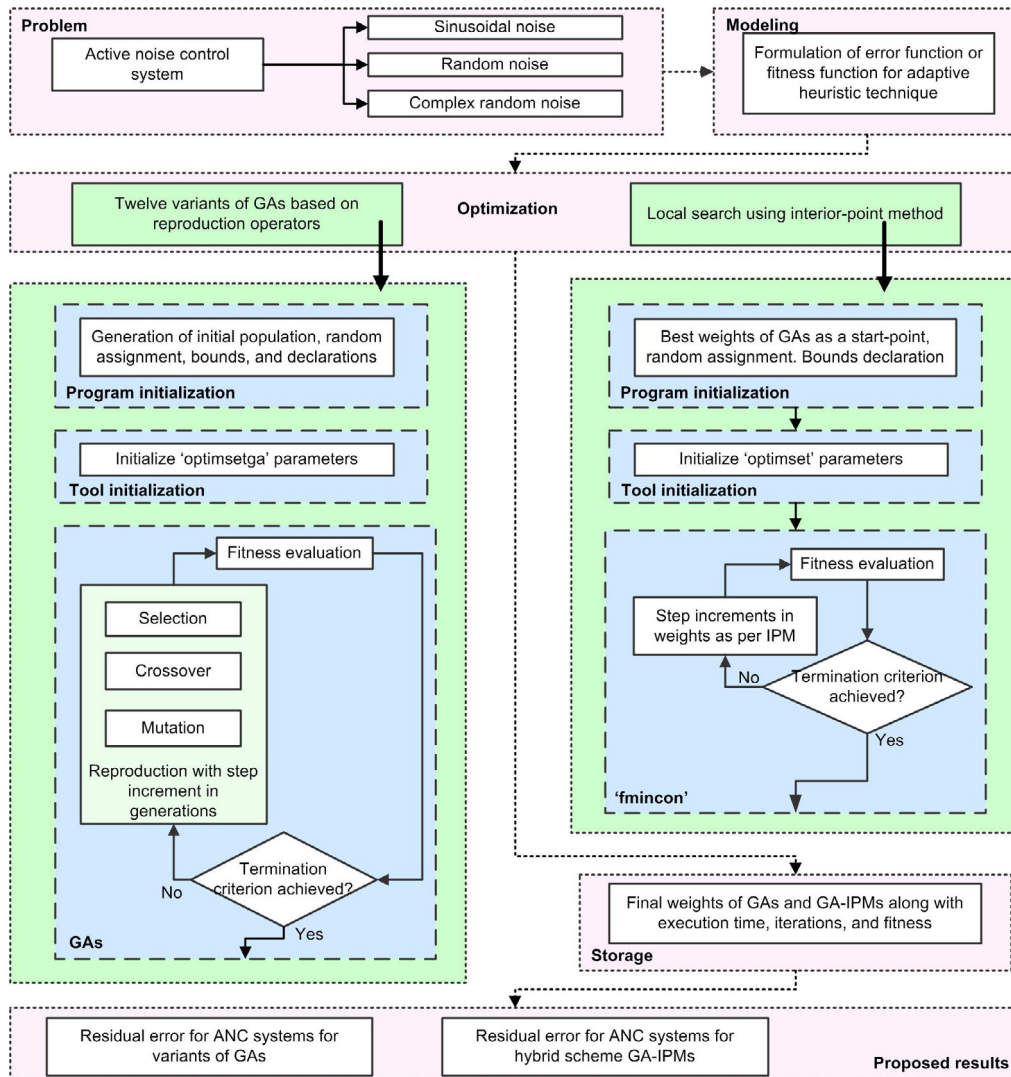 Problem
Active noise control
system
Sinusoidal noise
Random noise
Complex random noise
Modeling
Formulation of error function or
fitness function for adaptive
heuristic technique
Twelve variants of GAs based on
reproduction operators
Optimization
Local search using interior-point method
Generation of initial population, random
assignment, bounds, and declarations
Program initialization
Initialize ‘optimsetga’ parameters
Tool initialization
Fitness evaluation
Selection
Crossover
Mutation
Reproduction with step
increment in
generations
Termination
criterion achieved?
No
Yes
GAs
Best weights of GAs as a start-point,
random assignment. Bounds declaration
Program initialization
Initialize ‘optimset’ parameters
Tool initialization
Fitness evaluation
Step increments in
weights as per IPM
No
Termination criterion
achieved?
Yes
‘fmincon’
Final weights of GAs and GA-IPMs along with
execution time, iterations, and fitness
Storage
Residual error for ANC systems for
variants of GAs
Residual error for ANC systems for
hybrid scheme GA-IPMs
Proposed results